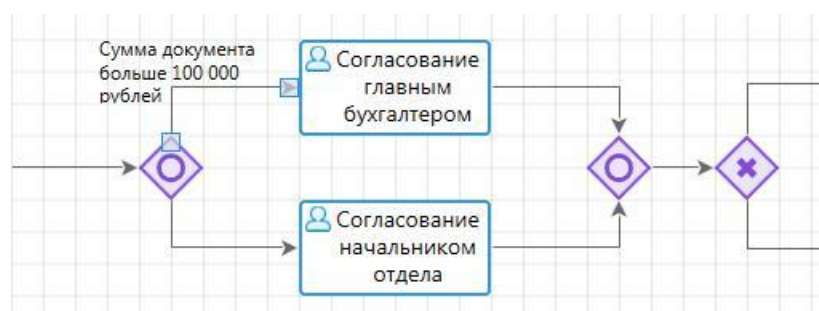 Сумма документа
больше 100 000
рублей
Согласование
главным
бухгалтером
Согласование
начальником
отдела